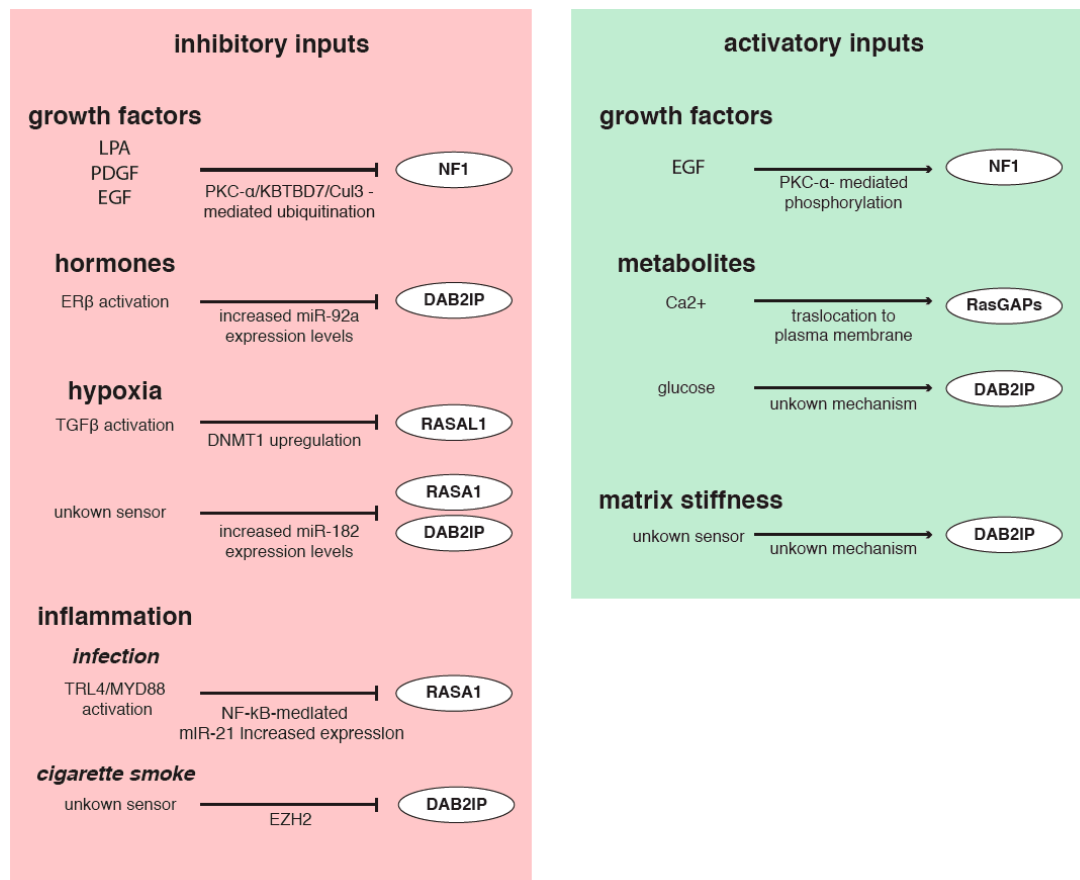 inhibitory inputs
growth factors
LPA
PDGF
EGF
NF1
PKC-α/KBTBD7/Cul3 -
mediated ubiquitination
hormones
ERβ activation
DAB2IP
increased miR-92a
expression levels
hypoxia
TGFβ activation
RASAL1
DNMT1 upregulation
unkown sensor
RASA1
DAB2IP
increased miR-182
expression levels
inflammation
infection
TRL4/MYD88
activation
RASA1
NF-kB-mediated
miR-21 increased expression
cigarette smoke
unkown sensor
DAB2IP
EZH2
activatory inputs
growth factors
EGF
NF1
PKC-α- mediated
phosphorylation
metabolites
Ca2+
RasGAPs
traslocation to
plasma membrane
glucose
DAB2IP
unkown mechanism
matrix stiffness
unkown sensor
DAB2IP
unkown mechanism